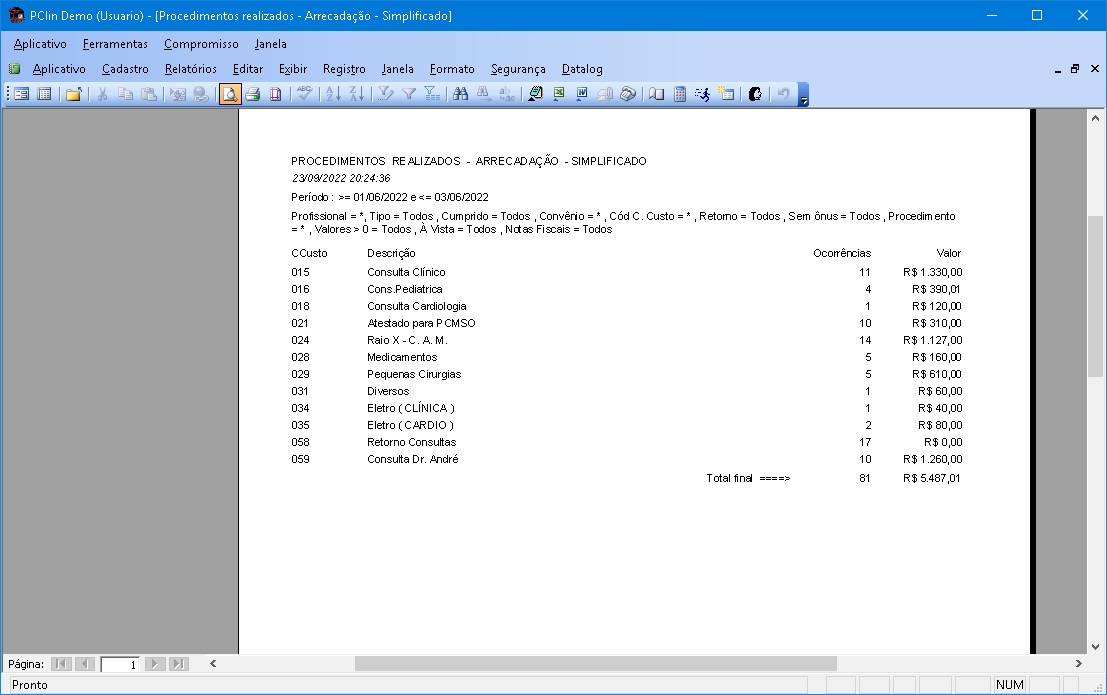 PClin Demo (Usuario) - [Procedimentos realizados - Arrecadação - Simplificado]
Aplicativo Ferramentas Compromisso Janela
Aplicativo Cadastro Relatórios Editar Exibir Registro Janela Formato Segurança Datalog
PROCEDIMENTOS REALIZADOS - ARRECADAÇÃO - SIMPLIFICADO
23/09/2022 20:24:36
Período : >= 01/06/2022 e <= 03/06/2022
Profissional = *, Tipo = Todos , Cumprido = Todos , Convênio = * , Cód C. Custo = * , Retorno = Todos , Sem ônus = Todos , Procedimento
= * , Valores > 0 = Todos , À Vista = Todos , Notas Fiscais = Todos
CCusto Descrição Ocorrências Valor
015 Consulta Clínico 11 R$ 1.330,00
016 Cons.Pediatrica 4 R$ 390,01
018 Consulta Cardiologia 1 R$ 120,00
021 Atestado para PCMSO 10 R$ 310,00
024 Raio X - C. A. M. 14 R$ 1.127,00
028 Medicamentos 5 R$ 160,00
029 Pequenas Cirurgias 5 R$ 610,00
031 Diversos 1 R$ 60,00
034 Eletro ( CLÍNICA ) 1 R$ 40,00
035 Eletro ( CARDIO ) 2 R$ 80,00
058 Retorno Consultas 17 R$ 0,00
059 Consulta Dr. André 10 R$ 1.260,00
Total final ====> 81 R$ 5.487,01
Página: 1
Pronto NUM